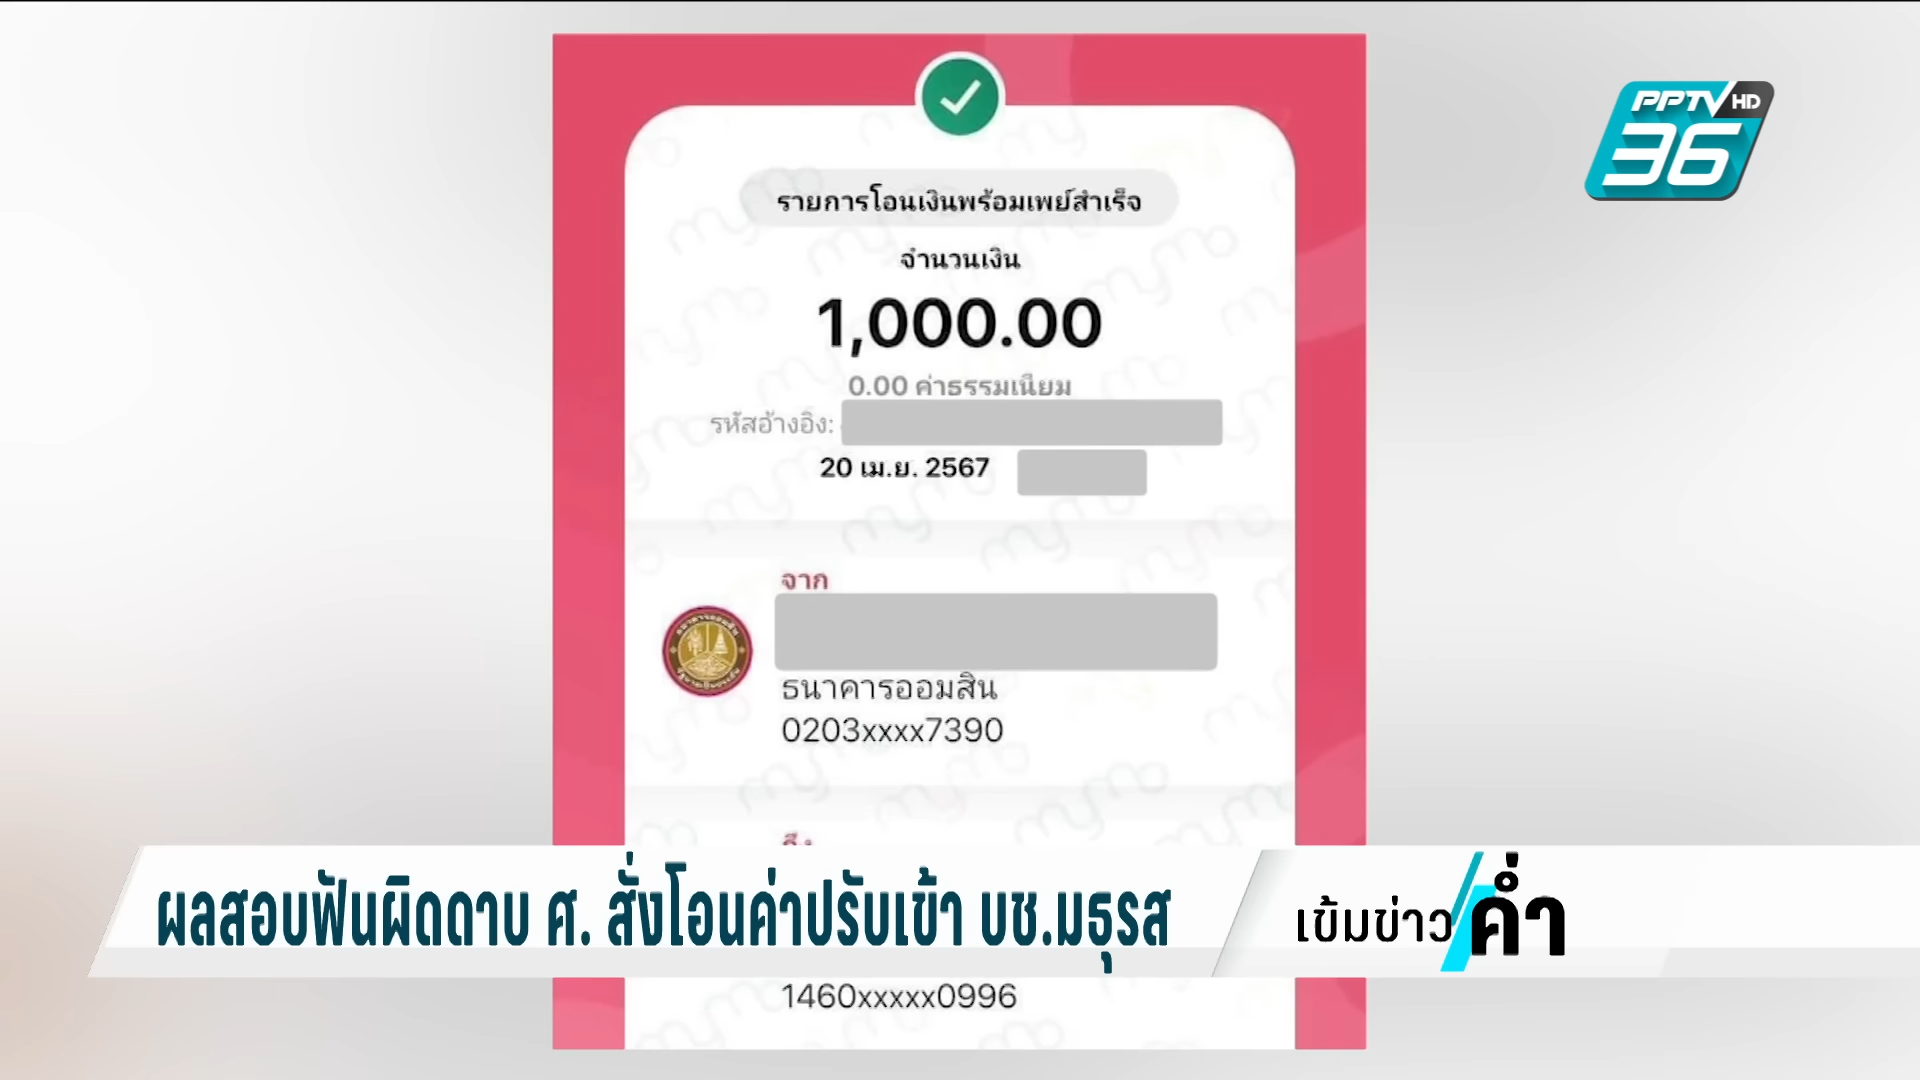 PPTV HD
36
รายการโอนเงินพร้อมเพย์สำเร็จ
จำนวนเงิน
1,000.00
0.00 ค่าธรรมเนียม
รหัสอ้างอิง:
20 เม.ย. 2567
จาก
ธนาคารออมสิน
0203xxxx7390
ถึง
ผลสอบฟันผิดดาบ ศ. สั่งโอนค่าปรับเข้า บช.มธุรส
เข้มข่าว/ค่ำ
1460xxxxx0996